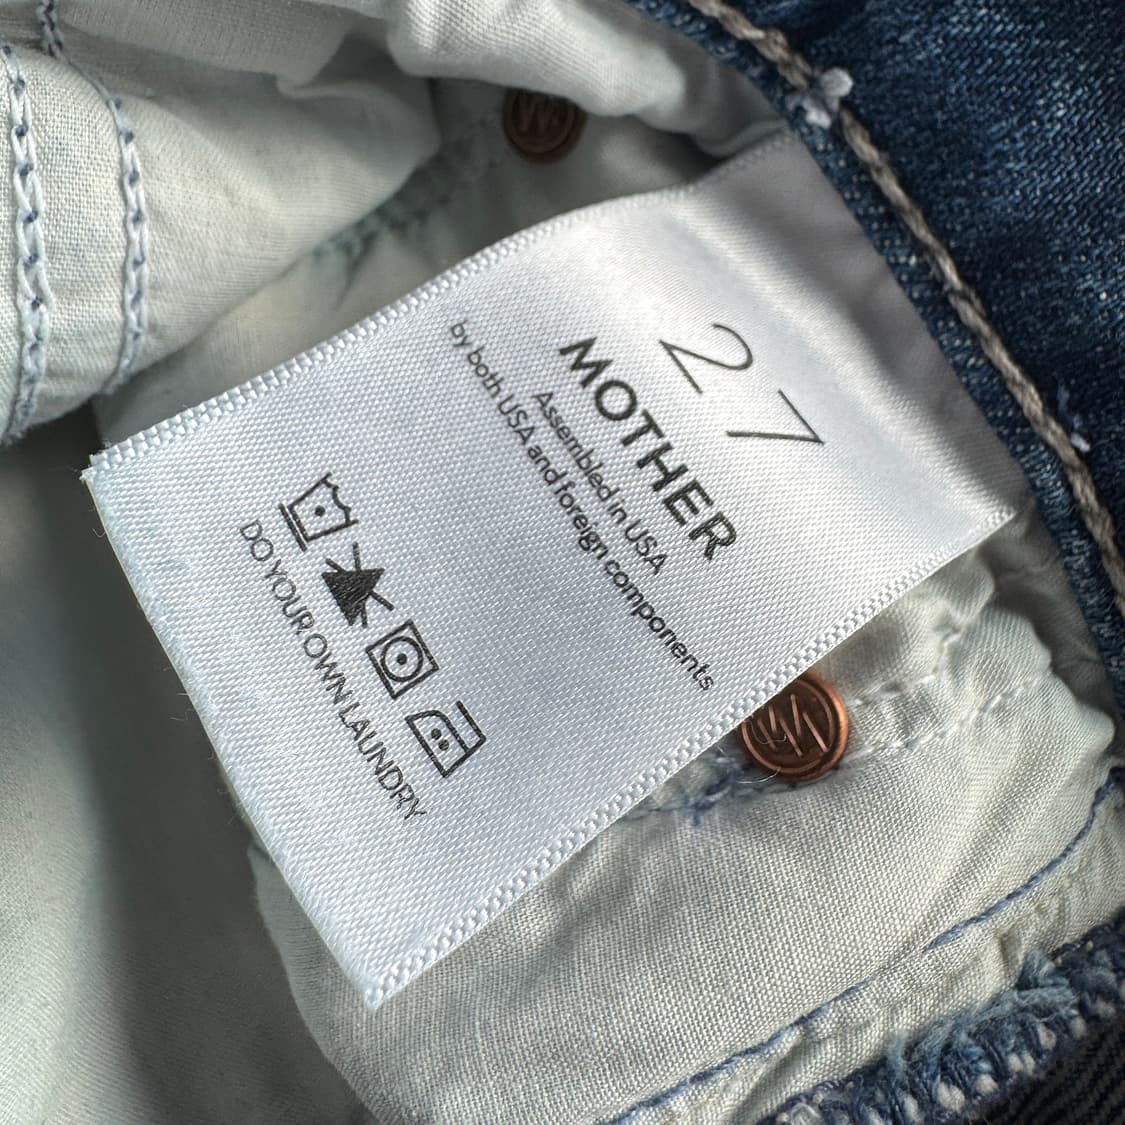 27
MOTHER
Assembled in USA
by both USA and foreign components
DO YOUR OWN LAUNDRY
M
M